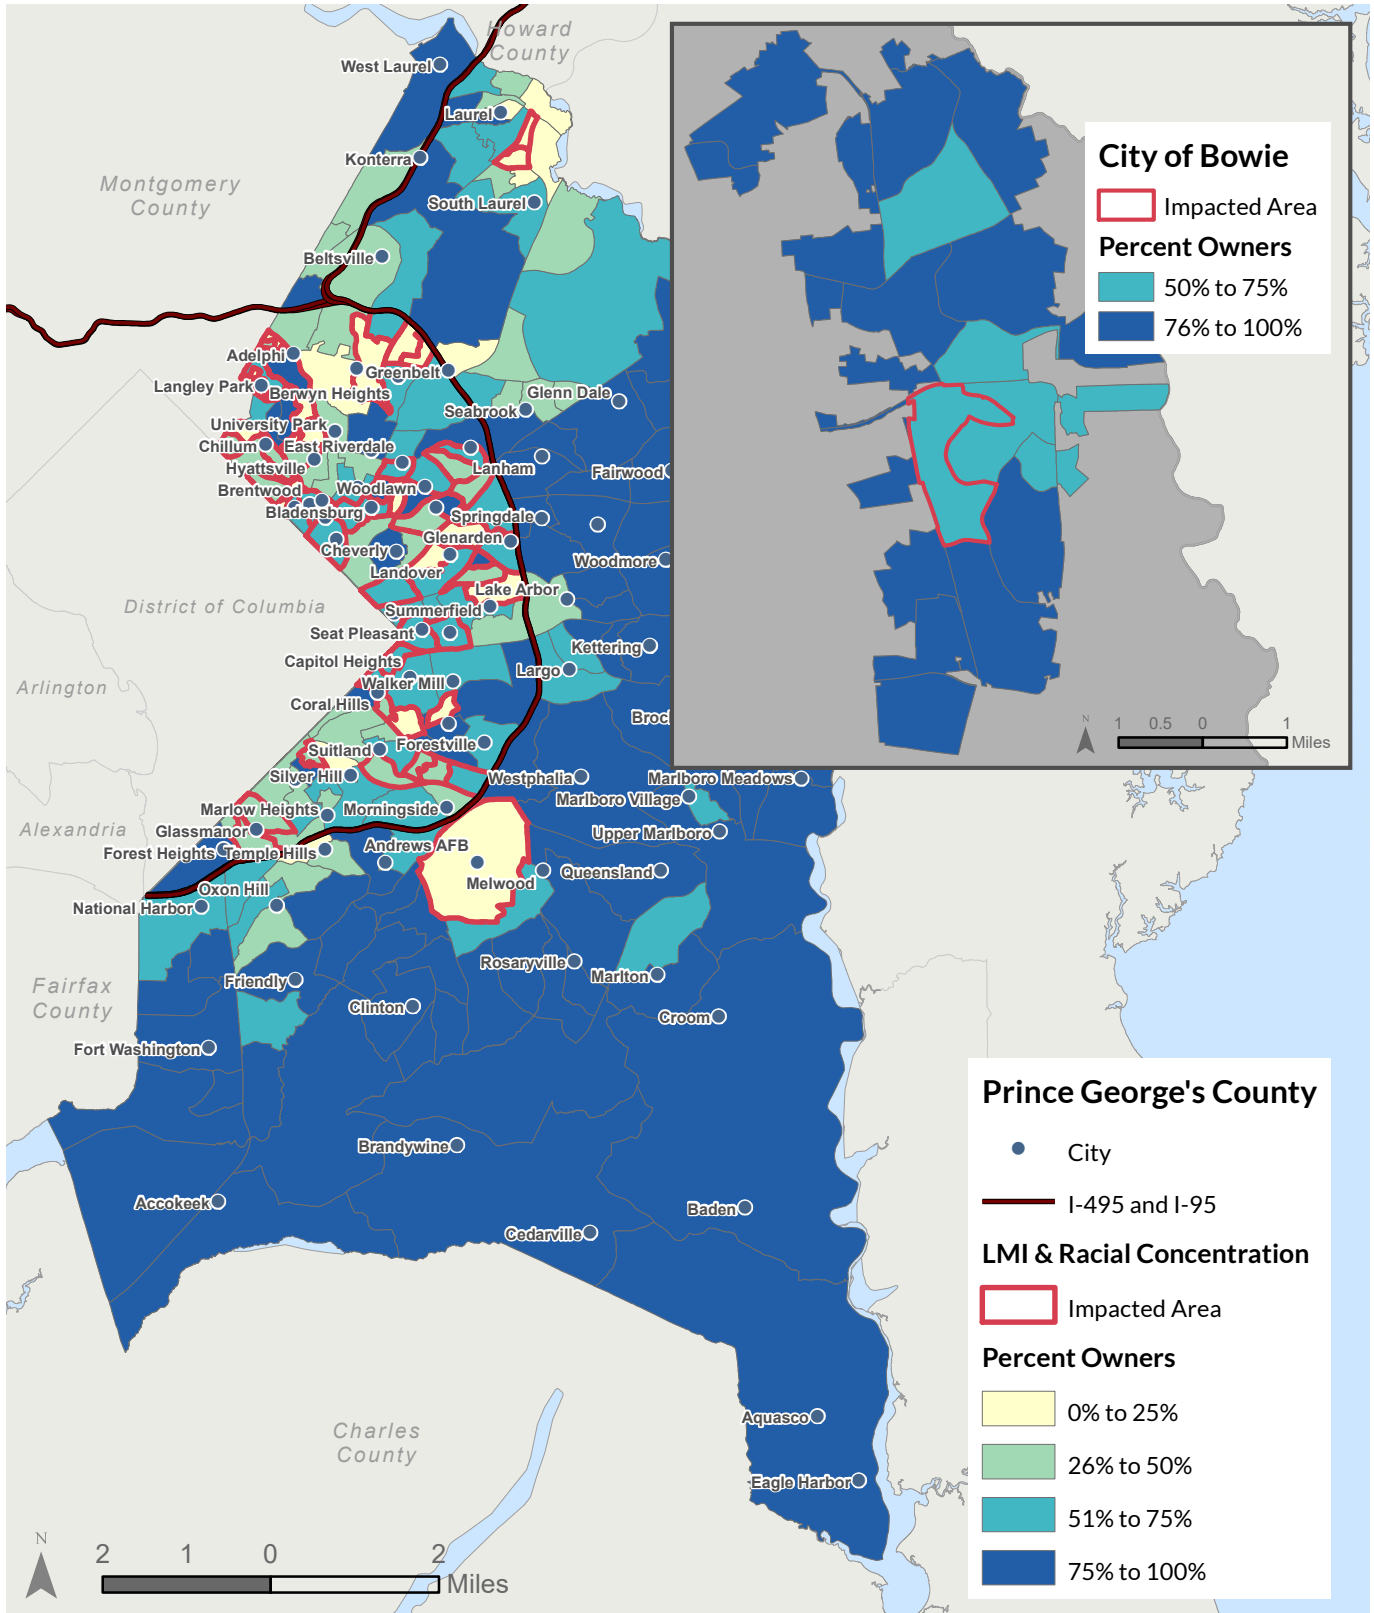 Howard
County
West Laurel
Laurel
Konterra
Montgomery
County
South Laurel
Beltsville
Adelphi
Langley Park
Greenbelt
Berwyn Heights
Glenn Dale
Seabrook
University Park
Chillum
East Riverdale
Hyattsville
Lanham
Fairwood
Brentwood
Woodlawn
Bladensburg
Springdale
Glenarden
Cheverly
Landover
Woodmore
Lake Arbor
District of Columbia
Summerfield
Seat Pleasant
Kettering
Capitol Heights
Largo
Walker Mill
Arlington
Coral Hills
Brock
Suitland
Forestville
Silver Hill
Westphalia
Marlboro Meadows
Marlboro Village
Marlow Heights
Morningside
Alexandria
Glassmanor
Upper Marlboro
Forest Heights
Temple Hills
Andrews AFB
Melwood
Queensland
Oxon Hill
National Harbor
Rosaryville
Marlton
Friendly
Fairfax
County
Clinton
Croom
Fort Washington
Brandywine
Accokeek
Baden
Cedarville
Aquasco
Charles
County
Eagle Harbor
N
2 1 0 2
Miles
City of Bowie
Impacted Area
Percent Owners
50% to 75%
76% to 100%
N
1 0.5 0 1
Miles
Prince George's County
City
I-495 and I-95
LMI & Racial Concentration
Impacted Area
Percent Owners
0% to 25%
26% to 50%
51% to 75%
75% to 100%